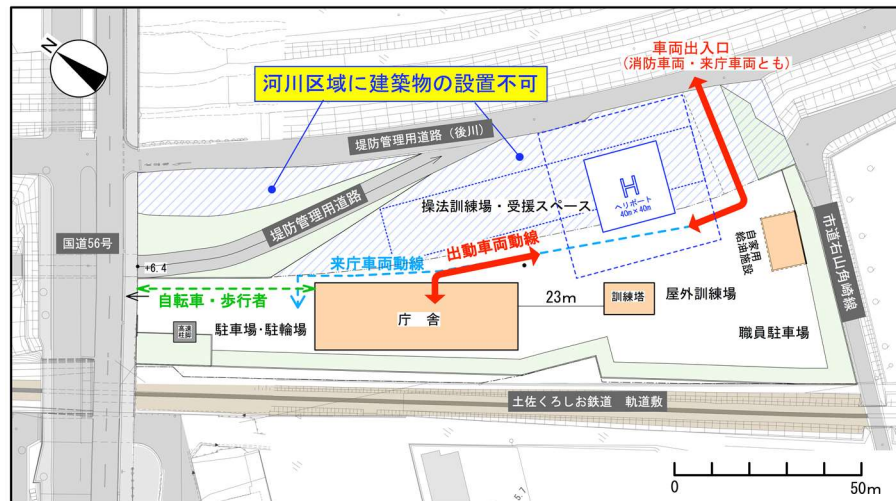 N
車両出入口
(消防車両・来庁車両とも)
河川区域に建築物の設置不可
堤防管理用道路(後川)
堤防管理用道路
操法訓練場・受援スペース
H
ヘリポート
40m×40m
国道56号
+6.4
来庁車両動線
出動車両動線
自転車・歩行者
自家用
給油施設
市道右山角崎線
23m
訓練塔
屋外訓練場
高速
柱脚
駐車場・駐輪場
庁 舎
職員駐車場
土佐くろしお鉄道 軌道敷
5.7
0
50m